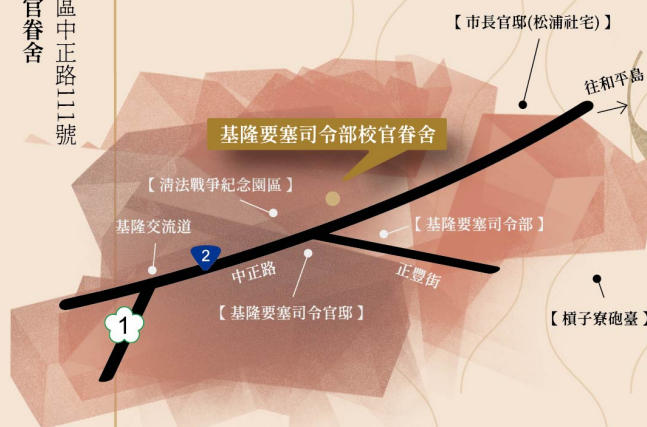 區中正路111號
官眷舍
【市長官邸(松浦社宅)】
往和平島
基隆要塞司令部校官眷舍
【清法戰爭紀念園區】
【基隆要塞司令部】
基隆交流道
2
中正路
正豐街
【基隆要塞司令官邸】
1
【槓子寮砲臺】